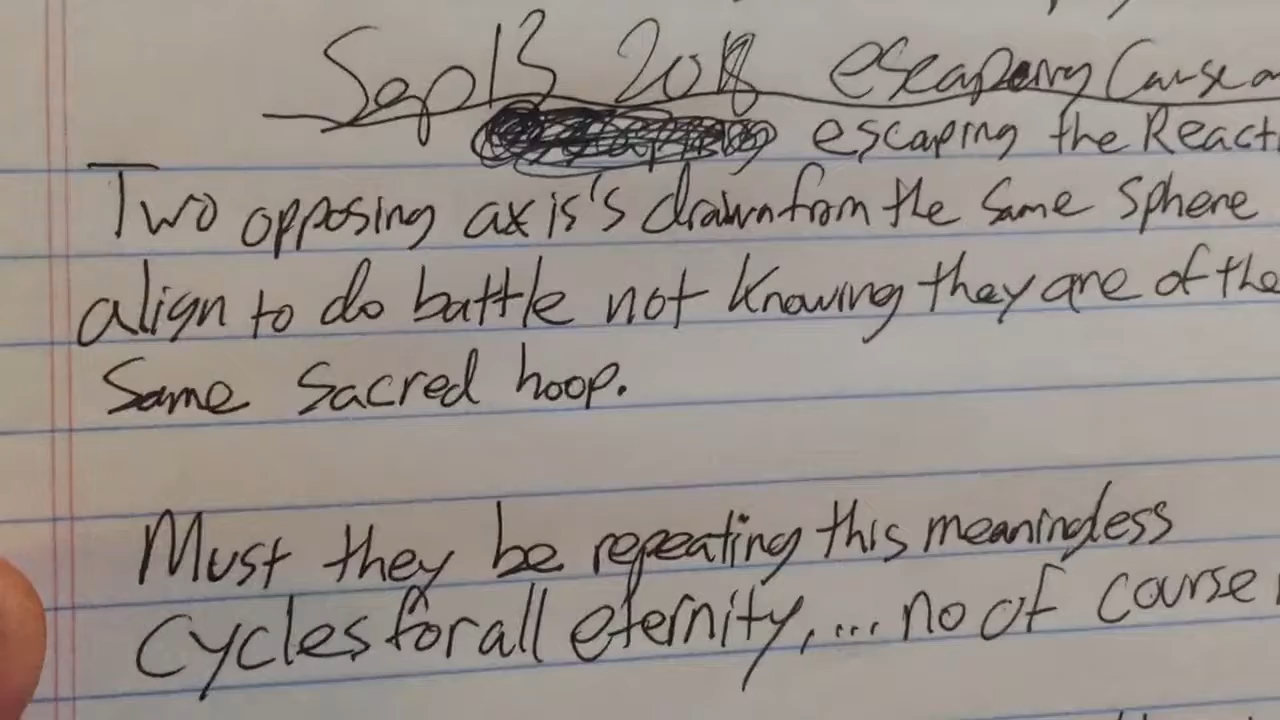 Sep 13 2018 escaping Cause
escaping the React
Two opposing axis's drawn from the same sphere
align to do battle not knowing they are of the
Same Sacred hoop.
Must they be repeating this meaningless
Cycles for all eternity,... no of course